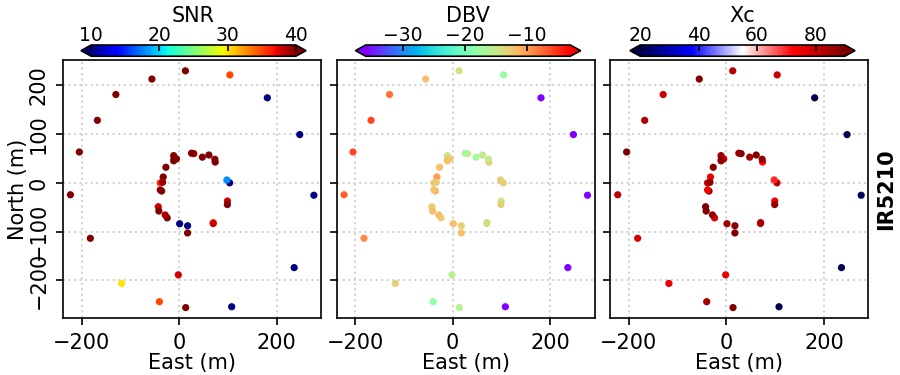 SNR DBV Xc
10 20 30 40 −30 −20 −10 20 40 60 80
200
100
0
−100
−200
North (m)
−200 0 200 −200 0 200 −200 0 200
East (m) East (m) East (m)
IR5210